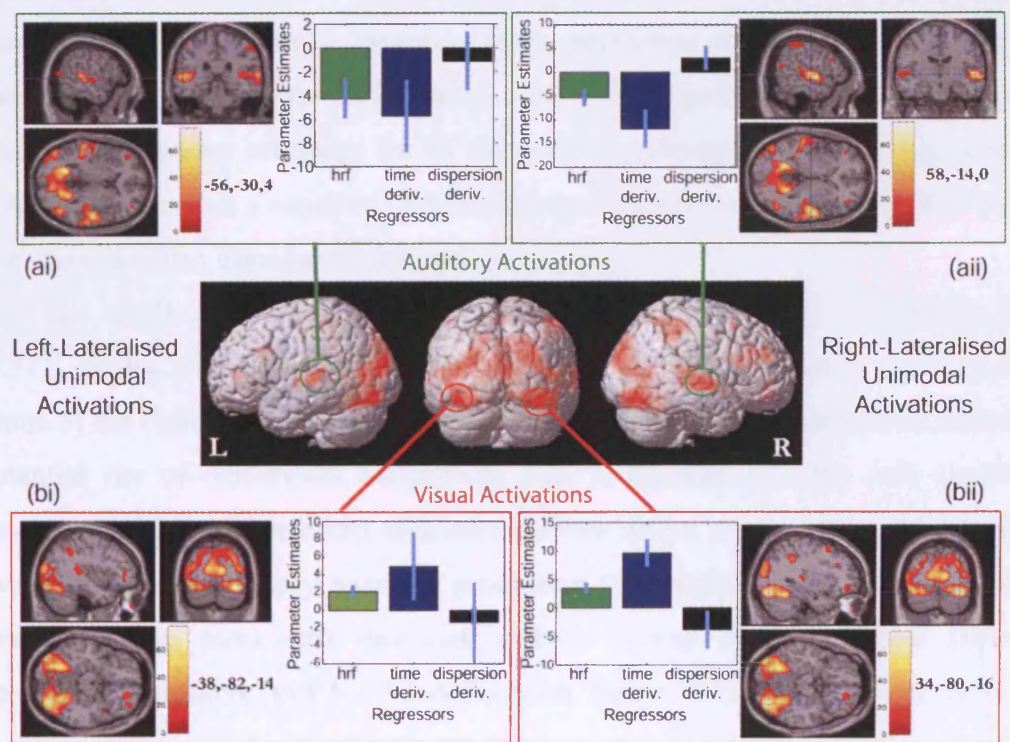 2
0
-2
-4
-6
-8
-10
Parameter Estimates
hrf
time deriv.
dispersion deriv.
Regressors
60
40
20
0
-56,-30,4
(ai)
10
5
0
-5
-10
-15
-20
Parameter Estimates
hrf
time deriv.
dispersion deriv.
Regressors
60
40
20
0
58,-14,0
(aii)
Auditory Activations
Left-Lateralised
Unimodal
Activations
L
R
Right-Lateralised
Unimodal
Activations
Visual Activations
(bi)
60
40
20
0
-38,-82,-14
10
8
6
4
2
0
-2
-4
-6
Parameter Estimates
hrf
time
deriv.
dispersion
deriv.
Regressors
(bii)
15
10
5
0
-5
-10
Parameter Estimates
hrf
time
deriv.
dispersion
deriv.
Regressors
60
40
20
0
34,-80,-16